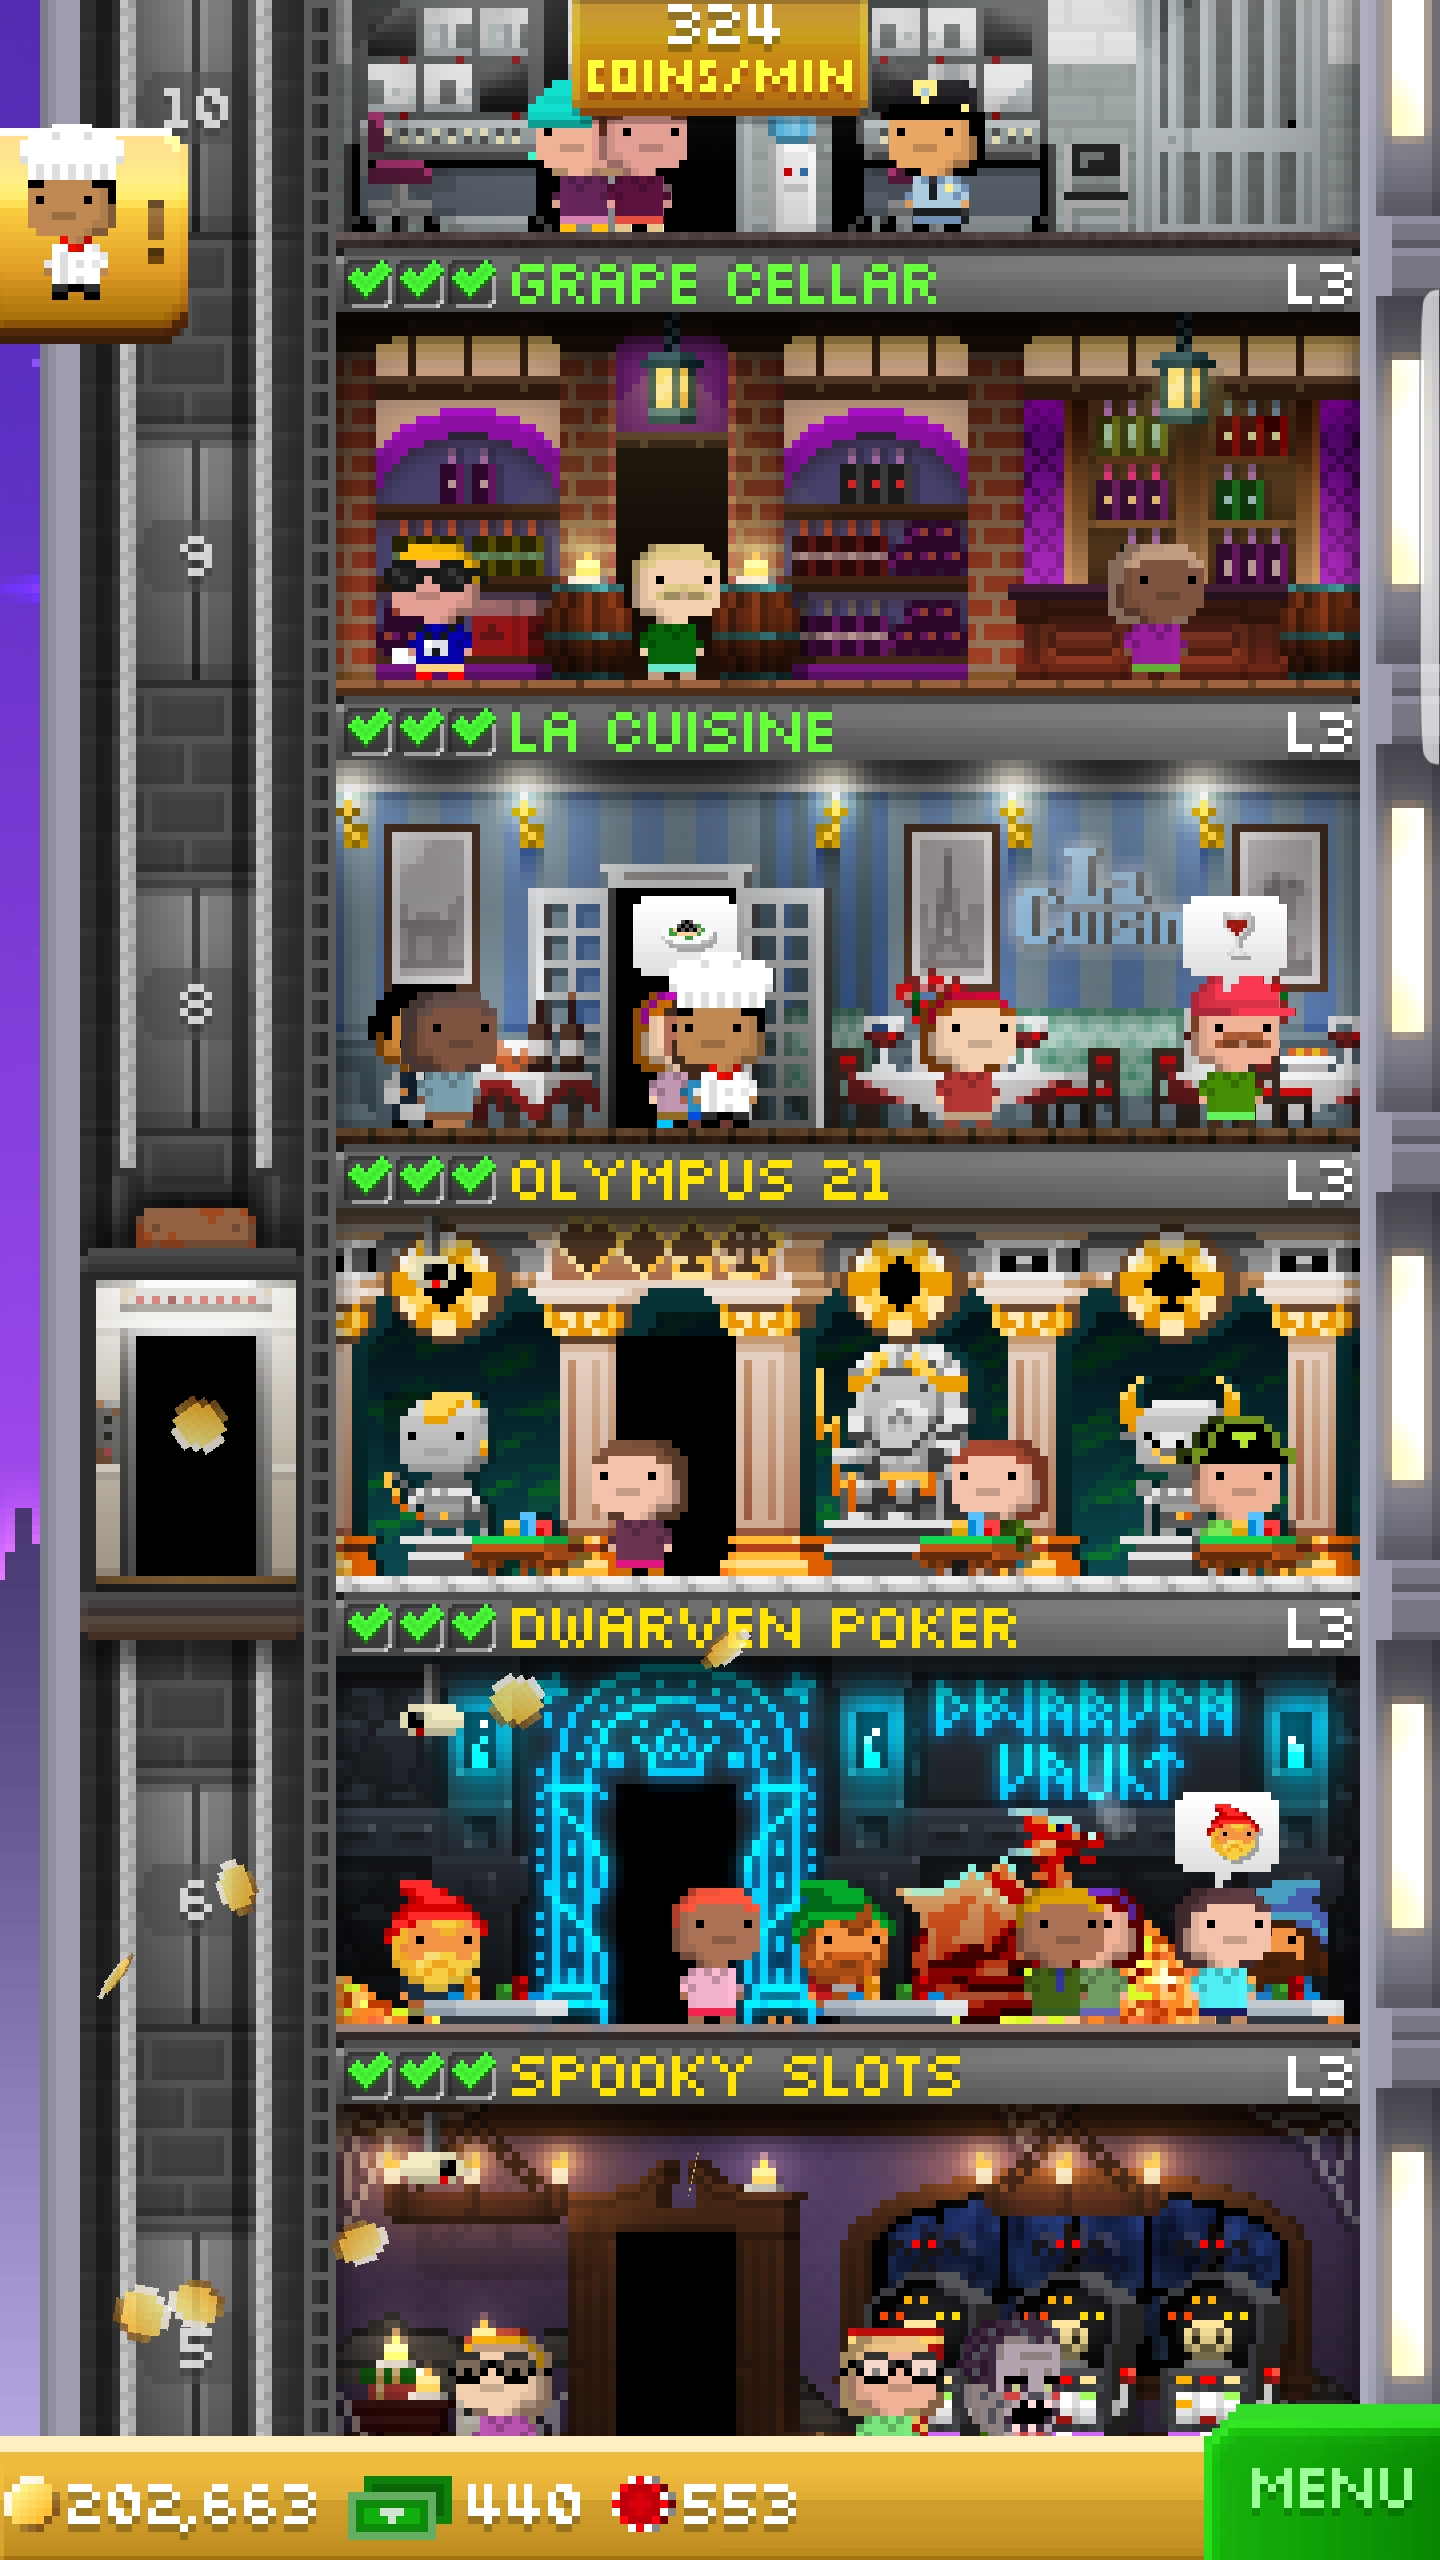 324
COINS/MIN
10
!
GRAPE CELLAR L3
9
LA CUISINE L3
La
Cuisin
8
OLYMPUS 21 L3
DWARVEN POKER L3
DWARVEN
VAULT
6
SPOOKY SLOTS L3
5
202,663 440 553 MENU